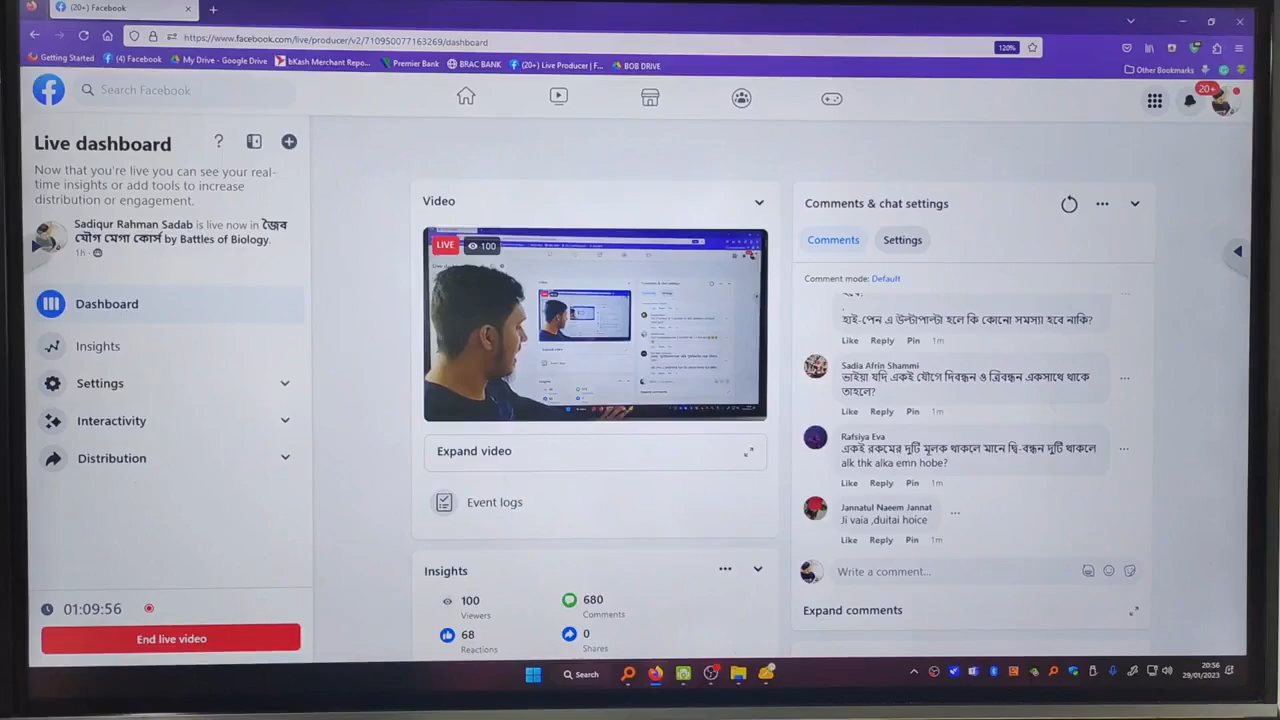 (20+) Facebook
https://www.facebook.com/live/producer/v2/710950077163269/dashboard
120%
Getting Started
(4) Facebook
My Drive - Google Drive
bKash Merchant Repo...
Premier Bank
BRAC BANK
(20+) Live Producer | F...
BOB DRIVE
Other Bookmarks
Search Facebook
20+
Live dashboard
Now that you're live you can see your real-
time insights or add tools to increase
distribution or engagement.
Sadiqur Rahman Sadab is live now in জৈব
যৌগ মেগা কোর্স by Battles of Biology.
1h
Dashboard
Insights
Settings
Interactivity
Distribution
01:09:56
End live video
Video
LIVE
100
Expand video
Event logs
Insights
100
Viewers
680
Comments
68
Reactions
0
Shares
Comments & chat settings
Comments
Settings
Comment mode: Default
হাই-পেন এ উল্টাপাল্টা হলে কি কোনো সমস্যা হবে নাকি?
Like Reply Pin 1m
Sadia Afrin Shammi
ভাইয়া যদি একই যৌগে দিবন্ধন ও ত্রিবন্ধন একসাথে থাকে
তাহলে?
Like Reply Pin 1m
Rafsiya Eva
একই রকমের দুটি মূলক থাকলে মানে দ্বি-বন্ধন দুটি থাকলে
alk thk alka emn hobe?
Like Reply Pin 1m
Jannatul Naeem Jannat
Ji vaia ,duitai hoice
Like Reply Pin 1m
Write a comment...
Expand comments
Search
20:56
29/01/2023